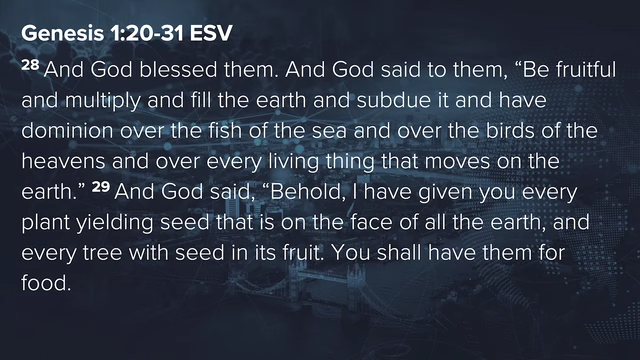 Genesis 1:20-31 ESV
28 And God blessed them. And God said to them, “Be fruitful
and multiply and fill the earth and subdue it and have
dominion over the fish of the sea and over the birds of the
heavens and over every living thing that moves on the
earth.” 29 And God said, “Behold, I have given you every
plant yielding seed that is on the face of all the earth, and
every tree with seed in its fruit. You shall have them for
food.